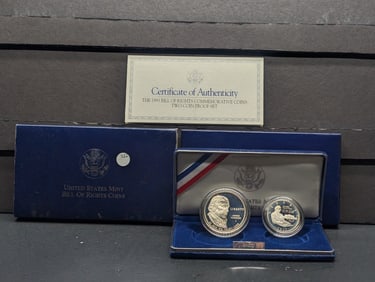 Certificate of Authenticity
THE 1993 BILL OF RIGHTS COMMEMORATIVE COINS
TWO COIN PROOF SET
UNITED STATES MINT
BILL OF RIGHTS COINS
LIBERTY